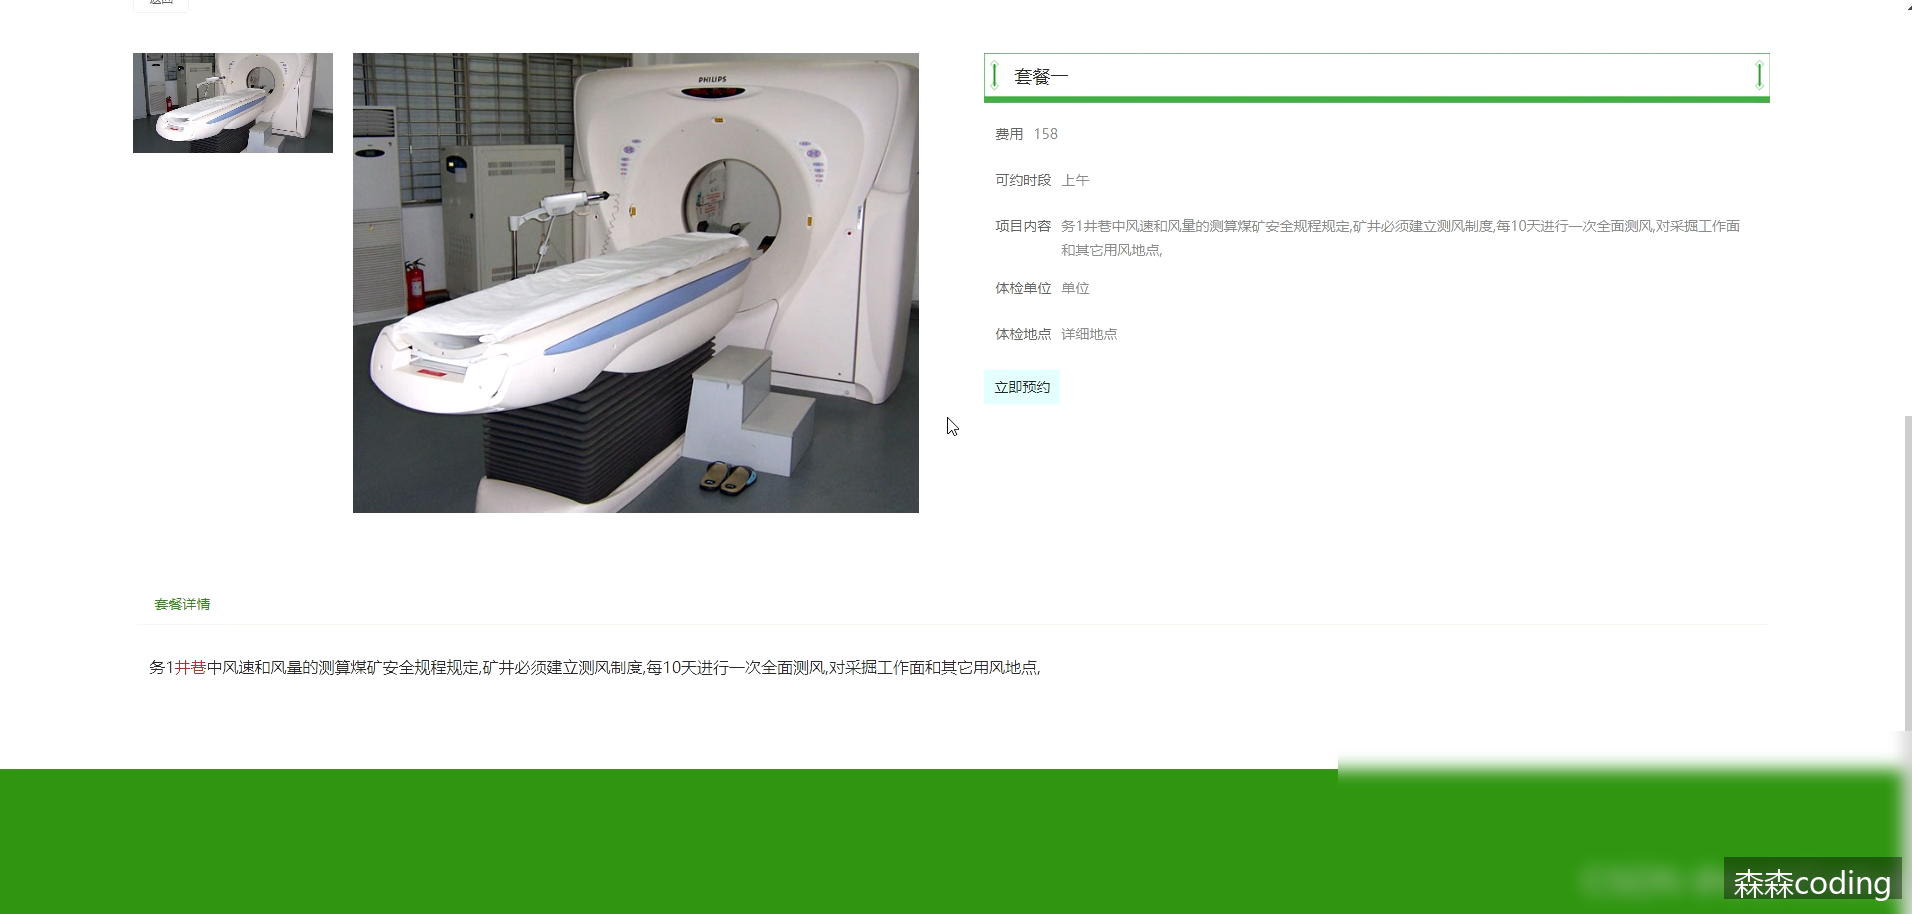 返回
PHILIPS
套餐一
费用 158
可约时段 上午
项目内容 务1井巷中风速和风量的测算煤矿安全规程规定,矿井必须建立测风制度,每10天进行一次全面测风,对采掘工作面
和其它用风地点,
体检单位 单位
体检地点 详细地点
立即预约
套餐详情
务1井巷中风速和风量的测算煤矿安全规程规定,矿井必须建立测风制度,每10天进行一次全面测风,对采掘工作面和其它用风地点,
森森coding